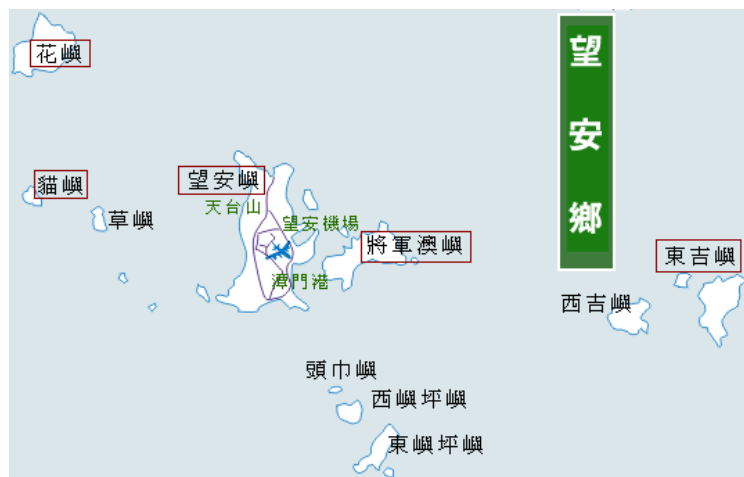 望安鄉
花嶼
貓嶼
望安嶼
草嶼
天台山
望安機場
將軍澳嶼
東吉嶼
潭門港
西吉嶼
頭巾嶼
西嶼坪嶼
東嶼坪嶼